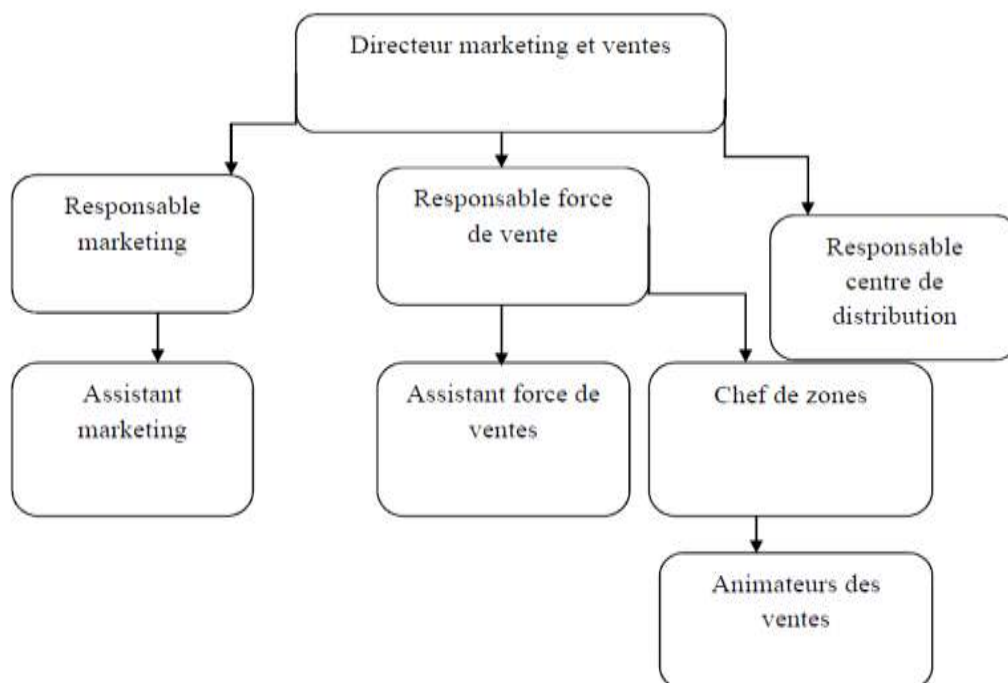 Directeur marketing et ventes
Responsable
marketing
Responsable force
de vente
Responsable
centre de
distribution
Assistant
marketing
Assistant force de
ventes
Chef de zones
Animateurs des
ventes